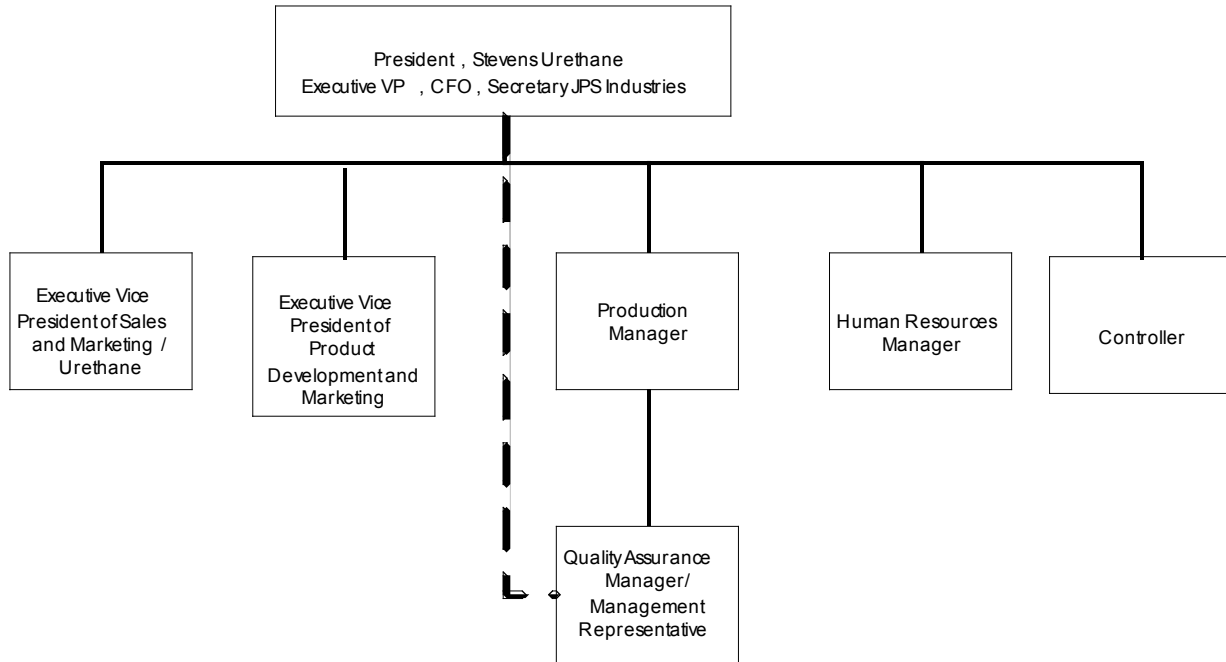 President , Stevens Urethane
Executive VP , CFO , Secretary JPS Industries
Executive Vice
President of Sales
and Marketing /
Urethane
Executive Vice
President of
Product
Development and
Marketing
Production
Manager
Human Resources
Manager
Controller
Quality Assurance
Manager/
Management
Representative